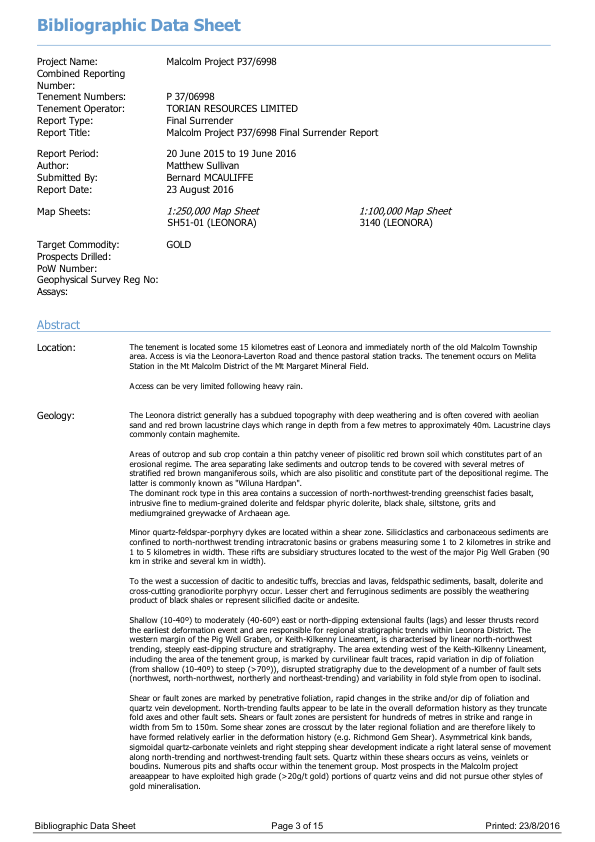 Bibliographic Data Sheet
Project Name: Malcolm Project P37/6998
Combined Reporting
Number:
Tenement Numbers: P 37/06998
Tenement Operator: TORIAN RESOURCES LIMITED
Report Type: Final Surrender
Report Title: Malcolm Project P37/6998 Final Surrender Report
Report Period: 20 June 2015 to 19 June 2016
Author: Matthew Sullivan
Submitted By: Bernard MCAULIFFE
Report Date: 23 August 2016
Map Sheets: 1:250,000 Map Sheet 1:100,000 Map Sheet
SH51-01 (LEONORA) 3140 (LEONORA)
Target Commodity: GOLD
Prospects Drilled:
PoW Number:
Geophysical Survey Reg No:
Assays:
Abstract
Location: The tenement is located some 15 kilometres east of Leonora and immediately north of the old Malcolm Township
area. Access is via the Leonora-Laverton Road and thence pastoral station tracks. The tenement occurs on Melita
Station in the Mt Malcolm District of the Mt Margaret Mineral Field.
Access can be very limited following heavy rain.
Geology: The Leonora district generally has a subdued topography with deep weathering and is often covered with aeolian
sand and red brown lacustrine clays which range in depth from a few metres to approximately 40m. Lacustrine clays
commonly contain maghemite.
Areas of outcrop and sub crop contain a thin patchy veneer of pisolitic red brown soil which constitutes part of an
erosional regime. The area separating lake sediments and outcrop tends to be covered with several metres of
stratified red brown manganiferous soils, which are also pisolitic and constitute part of the depositional regime. The
latter is commonly known as "Wiluna Hardpan".
The dominant rock type in this area contains a succession of north-northwest-trending greenschist facies basalt,
intrusive fine to medium-grained dolerite and feldspar phyric dolerite, black shale, siltstone, grits and
mediumgrained greywacke of Archaean age.
Minor quartz-feldspar-porphyry dykes are located within a shear zone. Siliciclastics and carbonaceous sediments are
confined to north-northwest trending intracratonic basins or grabens measuring some 1 to 2 kilometres in strike and
1 to 5 kilometres in width. These rifts are subsidiary structures located to the west of the major Pig Well Graben (90
km in strike and several km in width).
To the west a succession of dacitic to andesitic tuffs, breccias and lavas, feldspathic sediments, basalt, dolerite and
cross-cutting granodiorite porphyry occur. Lesser chert and ferruginous sediments are possibly the weathering
product of black shales or represent silicified dacite or andesite.
Shallow (10-40º) to moderately (40-60º) east or north-dipping extensional faults (lags) and lesser thrusts record
the earliest deformation event and are responsible for regional stratigraphic trends within Leonora District. The
western margin of the Pig Well Graben, or Keith-Kilkenny Lineament, is characterised by linear north-northwest
trending, steeply east-dipping structure and stratigraphy. The area extending west of the Keith-Kilkenny Lineament,
including the area of the tenement group, is marked by curvilinear fault traces, rapid variation in dip of foliation
(from shallow (10-40º) to steep (>70º)), disrupted stratigraphy due to the development of a number of fault sets
(northwest, north-northwest, northerly and northeast-trending) and variability in fold style from open to isoclinal.
Shear or fault zones are marked by penetrative foliation, rapid changes in the strike and/or dip of foliation and
quartz vein development. North-trending faults appear to be late in the overall deformation history as they truncate
fold axes and other fault sets. Shears or fault zones are persistent for hundreds of metres in strike and range in
width from 5m to 150m. Some shear zones are crosscut by the later regional foliation and are therefore likely to
have formed relatively earlier in the deformation history (e.g. Richmond Gem Shear). Asymmetrical kink bands,
sigmoidal quartz-carbonate veinlets and right stepping shear development indicate a right lateral sense of movement
along north-trending and northwest-trending fault sets. Quartz within these shears occurs as veins, veinlets or
boudins. Numerous pits and shafts occur within the tenement group. Most prospects in the Malcolm project
areaappear to have exploited high grade (>20g/t gold) portions of quartz veins and did not pursue other styles of
gold mineralisation.
Bibliographic Data Sheet Page 3 of 15 Printed: 23/8/2016